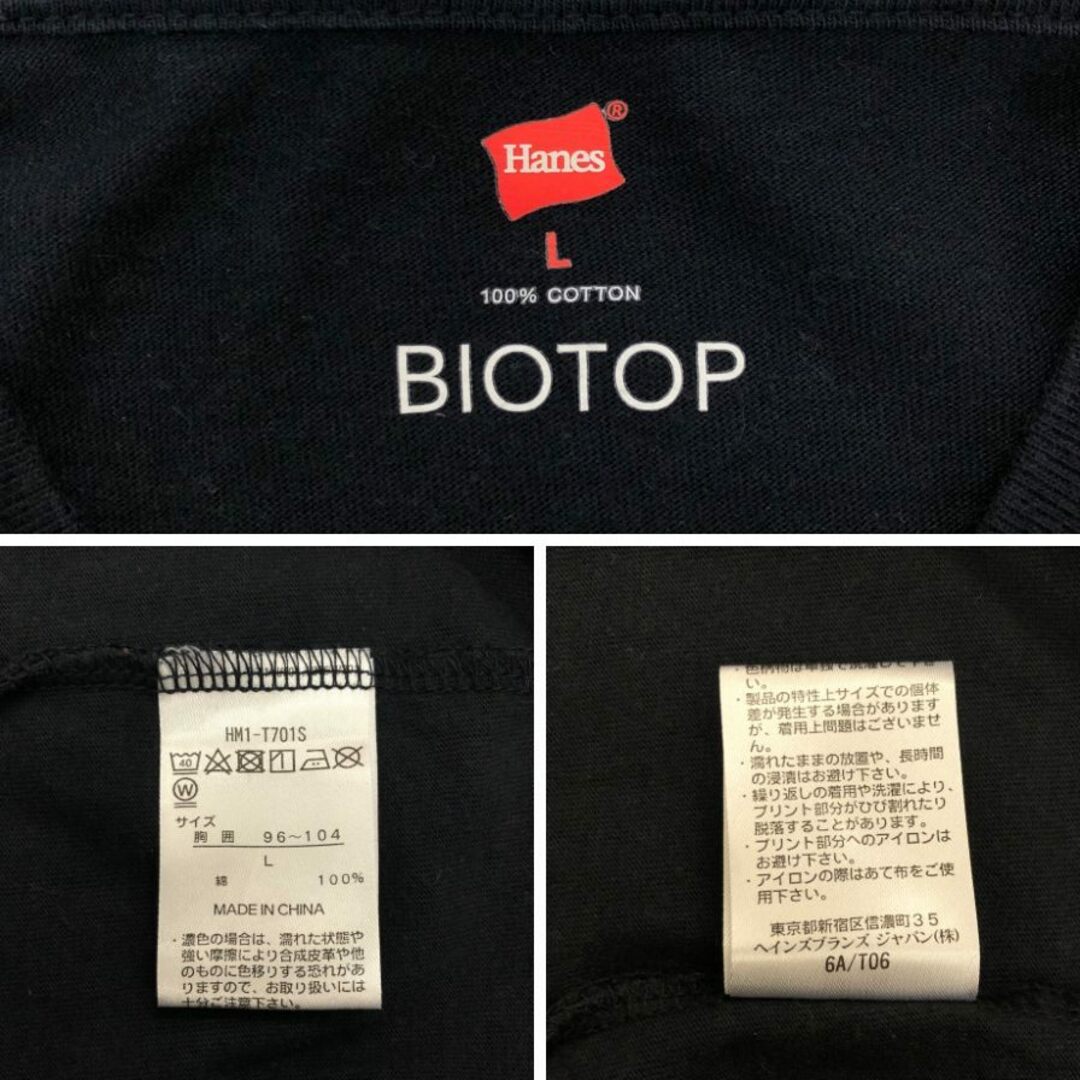 Hanes®
L
100% COTTON
BIOTOP
HM1-T701S
40
W
サイズ
胸 囲 96~104
L
綿 100%
MADE IN CHINA
・濃色の場合は、濡れた状態や
強い摩擦により合成皮革や他
のものに色移りする恐れがあ
りますので、お取り扱いには
十分ご注意下さい。
い。
・製品の特性上サイズでの個体
差が発生する場合があります
が、着用上問題はございませ
ん。
・濡れたままの放置や、長時間
の浸漬はお避け下さい。
・繰り返しの着用や洗濯により、
プリント部分がひび割れたり
脱落することがあります。
・プリント部分へのアイロンは
お避け下さい。
・アイロンの際はあて布をご使
用下さい。
東京都新宿区信濃町35
ヘインズブランズ ジャパン(株)
6A/T06